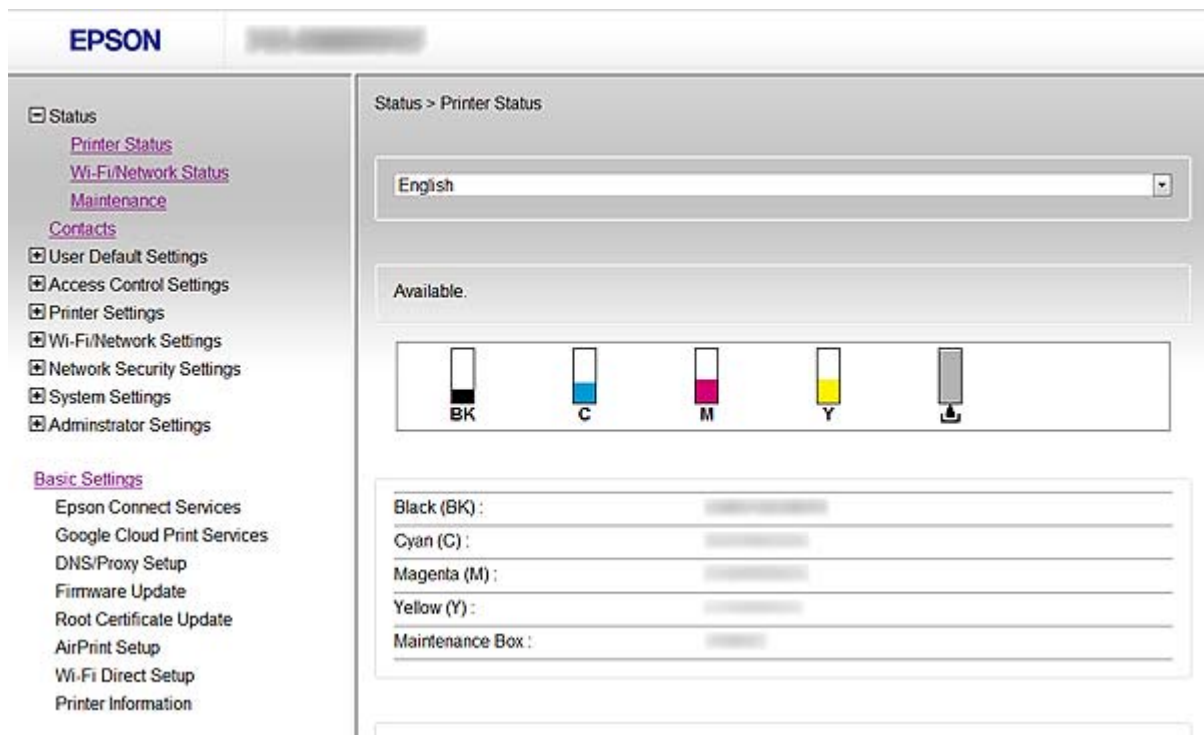 EPSON
Status
Printer Status
Wi-Fi/Network Status
Maintenance
Contacts
User Default Settings
Access Control Settings
Printer Settings
Wi-Fi/Network Settings
Network Security Settings
System Settings
Adminstrator Settings
Basic Settings
Epson Connect Services
Google Cloud Print Services
DNS/Proxy Setup
Firmware Update
Root Certificate Update
AirPrint Setup
Wi-Fi Direct Setup
Printer Information
Status > Printer Status
English
Available.
BK C M Y
Black (BK) :
Cyan (C) :
Magenta (M) :
Yellow (Y) :
Maintenance Box :